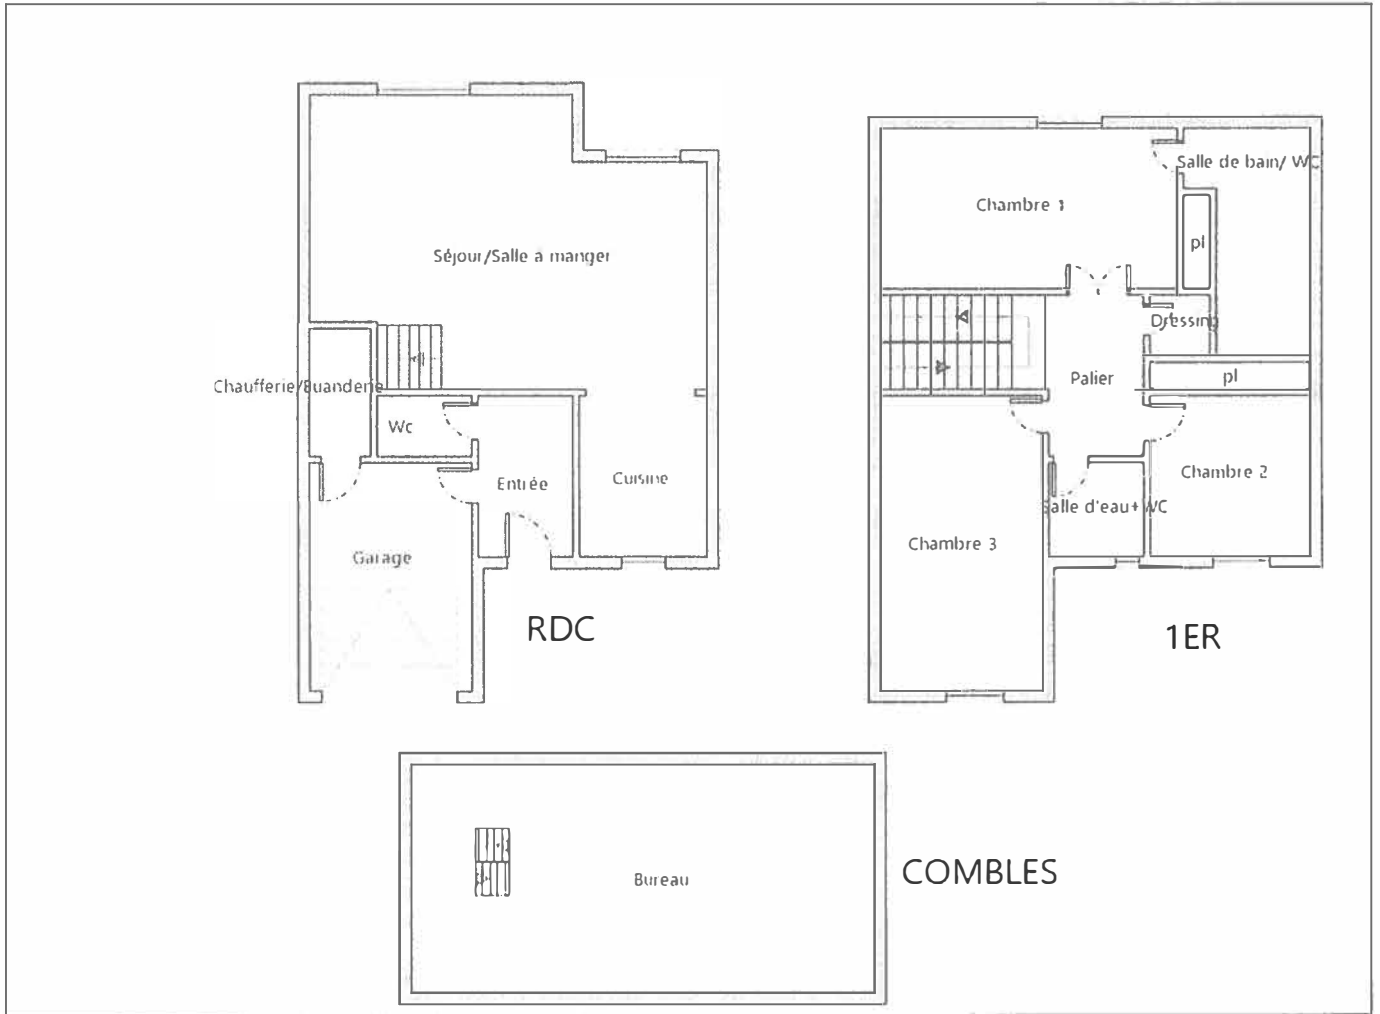 Séjour/Salle a manger
Chaufferie/Buanderie
Wc
Entrée
Cuisine
Garage
RDC
Salle de bain/ WC
Chambre 1
pl
Dressing
Palier
pl
Chambre 2
Salle d'eau+ WC
Chambre 3
1ER
Bureau
COMBLES